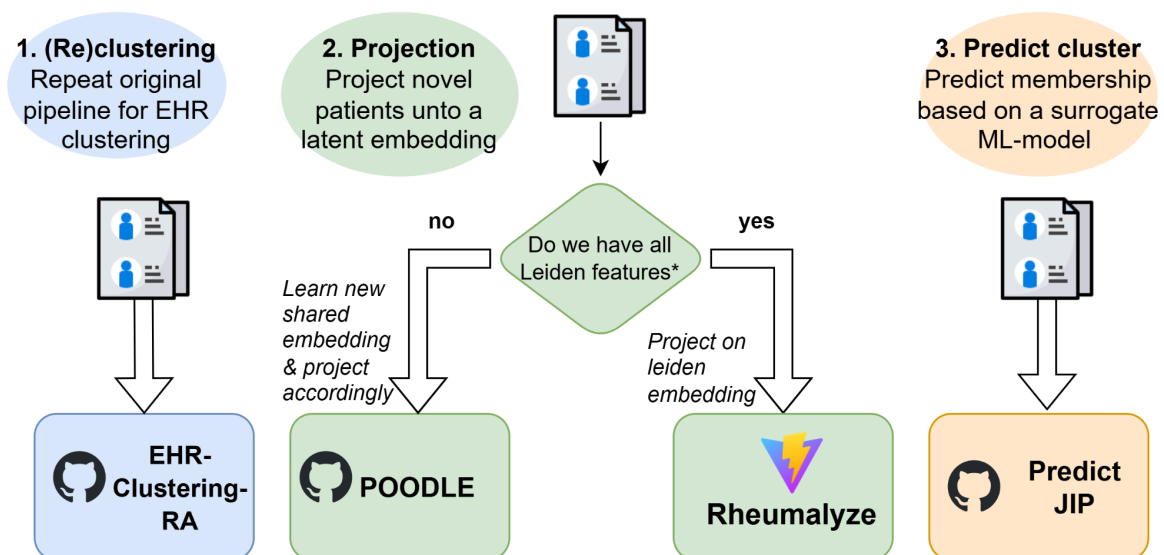 1. (Re)clustering
Repeat original
pipeline for EHR
clustering
2. Projection
Project novel
patients unto a
latent embedding
3. Predict cluster
Predict membership
based on a surrogate
ML-model
no
yes
Do we have all
Leiden features*
Learn new
shared
embedding
& project
accordingly
Project on
leiden
embedding
EHR-
Clustering-
RA
POODLE
Rheumalyze
Predict
JIP